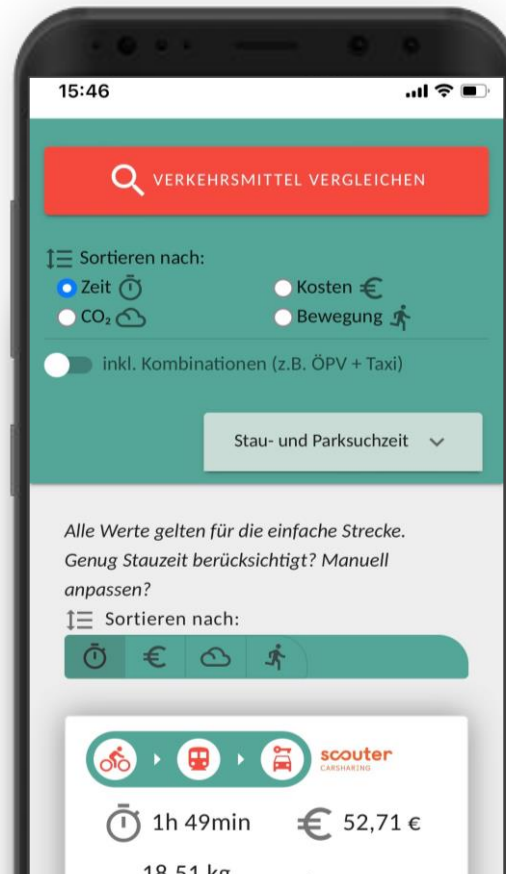 15:46
VERKEHRSMITTEL VERGLEICHEN
Sortieren nach:
Zeit
Kosten €
CO₂
Bewegung
inkl. Kombinationen (z.B. ÖPV + Taxi)
Stau- und Parksuchzeit
Alle Werte gelten für die einfache Strecke.
Genug Stauzeit berücksichtigt? Manuell
anpassen?
Sortieren nach:
€
scouter
CARSHARING
1h 49min € 52,71 €
18,51 kg